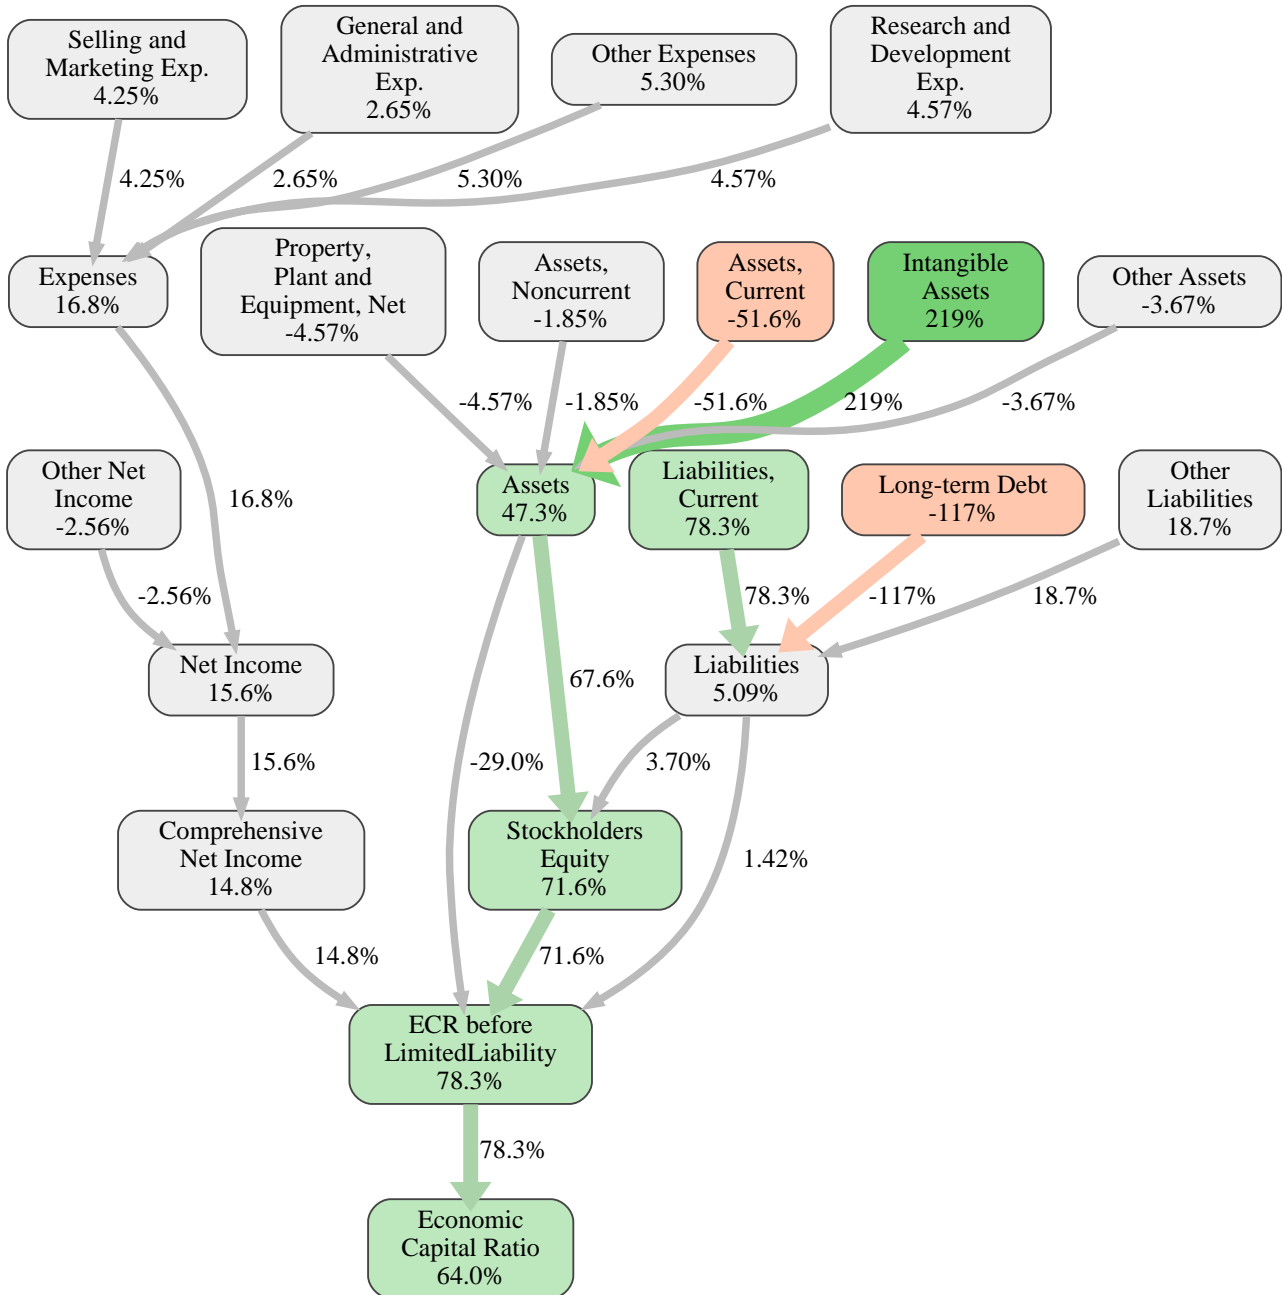 Selling and
Marketing Exp.
4.25%
General and
Administrative
Exp.
2.65%
Other Expenses
5.30%
Research and
Development
Exp.
4.57%
4.25%
2.65%
5.30%
4.57%
Expenses
16.8%
Property,
Plant and
Equipment, Net
-4.57%
Assets,
Noncurrent
-1.85%
Assets,
Current
-51.6%
Intangible
Assets
219%
Other Assets
-3.67%
-4.57%
-1.85%
-51.6%
219%
-3.67%
Other Net
Income
-2.56%
16.8%
Assets
47.3%
Liabilities,
Current
78.3%
Long-term Debt
-117%
Other
Liabilities
18.7%
-2.56%
78.3%
-117%
18.7%
Net Income
15.6%
67.6%
Liabilities
5.09%
15.6%
-29.0%
3.70%
Comprehensive
Net Income
14.8%
Stockholders
Equity
71.6%
1.42%
14.8%
71.6%
ECR before
LimitedLiability
78.3%
78.3%
Economic
Capital Ratio
64.0%